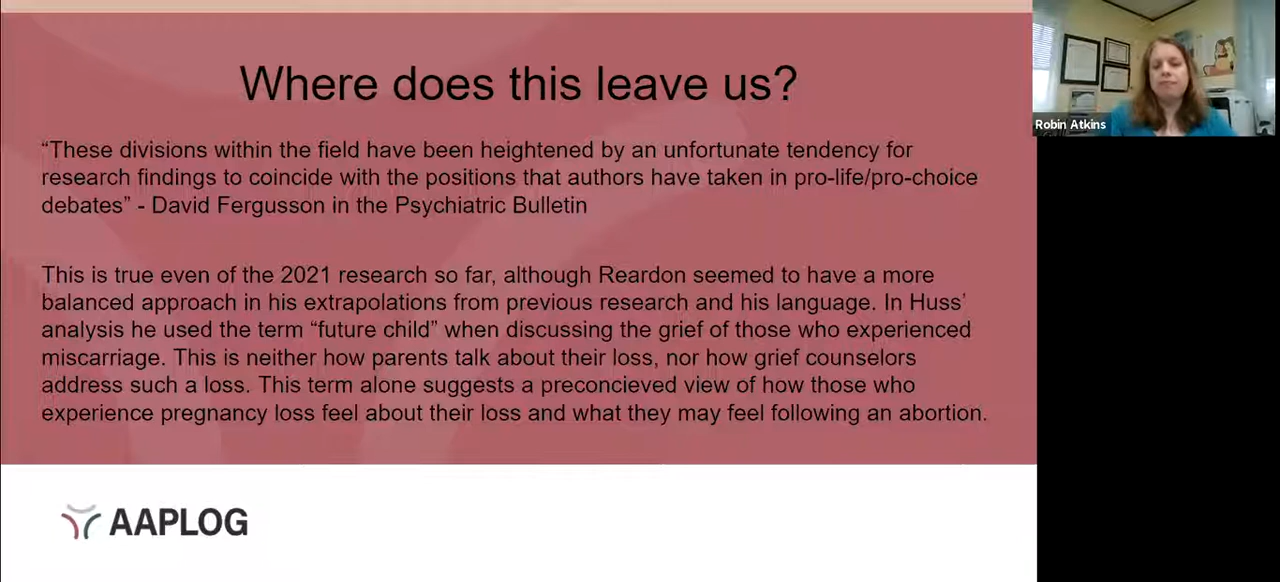 Where does this leave us?
“These divisions within the field have been heightened by an unfortunate tendency for
research findings to coincide with the positions that authors have taken in pro-life/pro-choice
debates” - David Fergusson in the Psychiatric Bulletin
This is true even of the 2021 research so far, although Reardon seemed to have a more
balanced approach in his extrapolations from previous research and his language. In Huss’
analysis he used the term “future child” when discussing the grief of those who experienced
miscarriage. This is neither how parents talk about their loss, nor how grief counselors
address such a loss. This term alone suggests a preconcieved view of how those who
experience pregnancy loss feel about their loss and what they may feel following an abortion.
AAPLOG
Robin Atkins